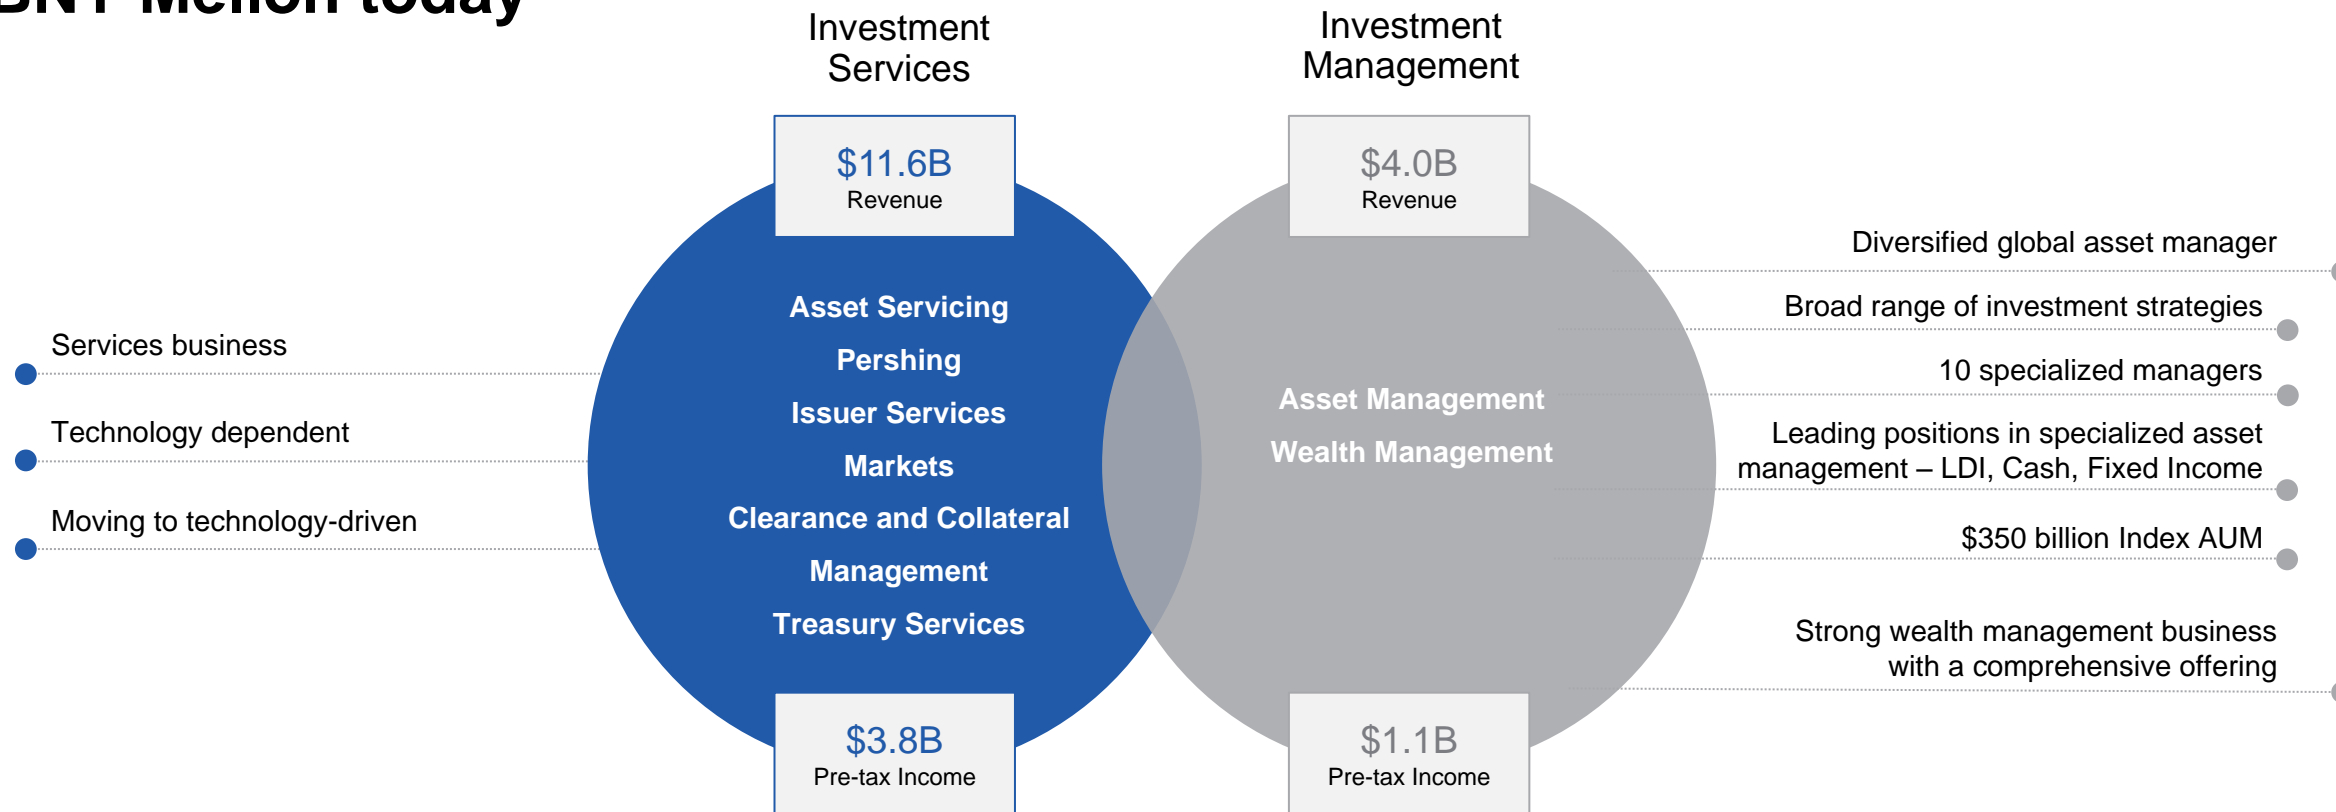 BNY Mellon today
Investment
Services
Investment
Management
$11.6B
Revenue
$4.0B
Revenue
Services business
Technology dependent
Moving to technology-driven
Asset Servicing
Pershing
Issuer Services
Markets
Clearance and Collateral
Management
Treasury Services
Asset Management
Wealth Management
Diversified global asset manager
Broad range of investment strategies
10 specialized managers
Leading positions in specialized asset
management – LDI, Cash, Fixed Income
$350 billion Index AUM
Strong wealth management business
with a comprehensive offering
$3.8B
Pre-tax Income
$1.1B
Pre-tax Income